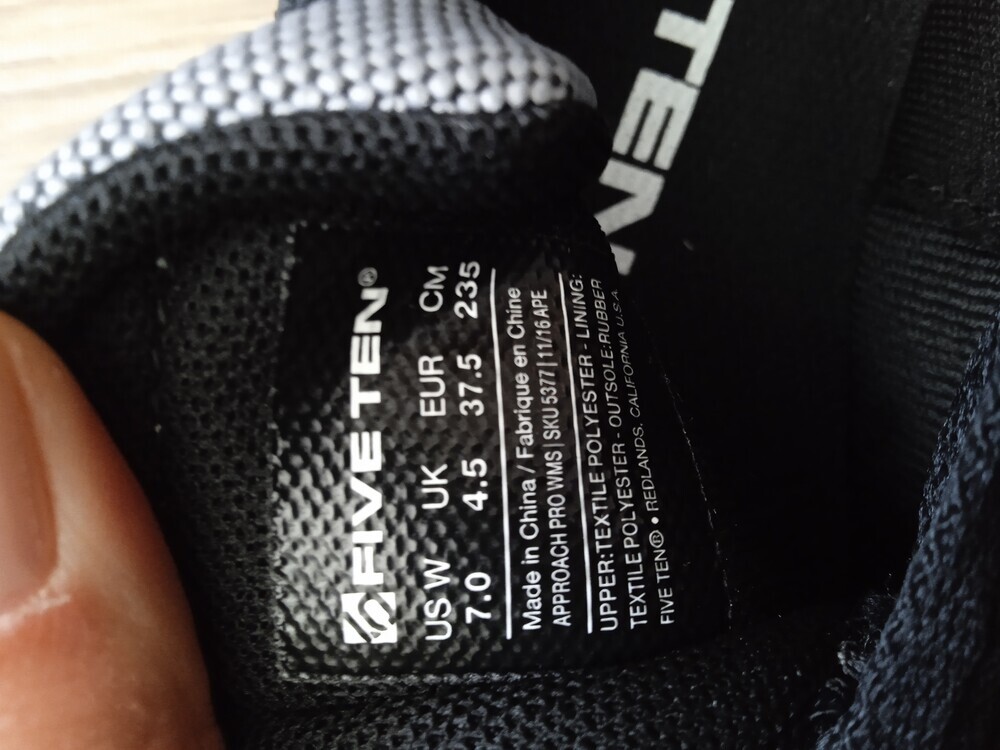 FIVE TEN®
US W UK EUR CM
7.0 4.5 37.5 235
Made in China / Fabrique en Chine
APPROACH PRO WMS | SKU 5377 | 11/16 APE
UPPER:TEXTILE POLYESTER - LINING:
TEXTILE POLYESTER - OUTSOLE:RUBBER
FIVE TEN® • REDLANDS, CALIFORNIA U.S.A.
TEN